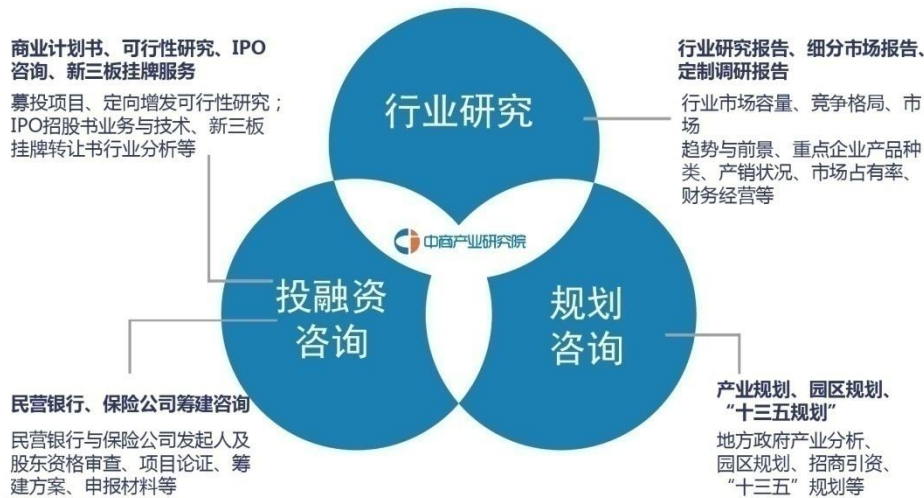 商业计划书、可行性研究、IPO
咨询、新三板挂牌服务
募投项目、定向增发可行性研究；
IPO招股书业务与技术、新三板
挂牌转让书行业分析等
行业研究
行业研究报告、细分市场报告、
定制调研报告
行业市场容量、竞争格局、市
场
趋势与前景、重点企业产品种
类、产销状况、市场占有率、
财务经营等
中商产业研究院
投融资
咨询
规划
咨询
民营银行、保险公司筹建咨询
民营银行与保险公司发起人及
股东资格审查、项目论证、筹
建方案、申报材料等
产业规划、园区规划、
“十三五规划”
地方政府产业分析、
园区规划、招商引资、
“十三五”规划等